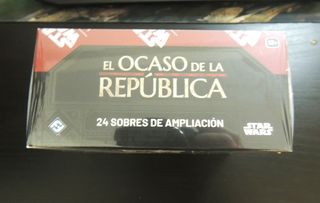 EL OCASO DE LA
REPÚBLICA
24 SOBRES DE AMPLIACIÓN
STAR
WARS